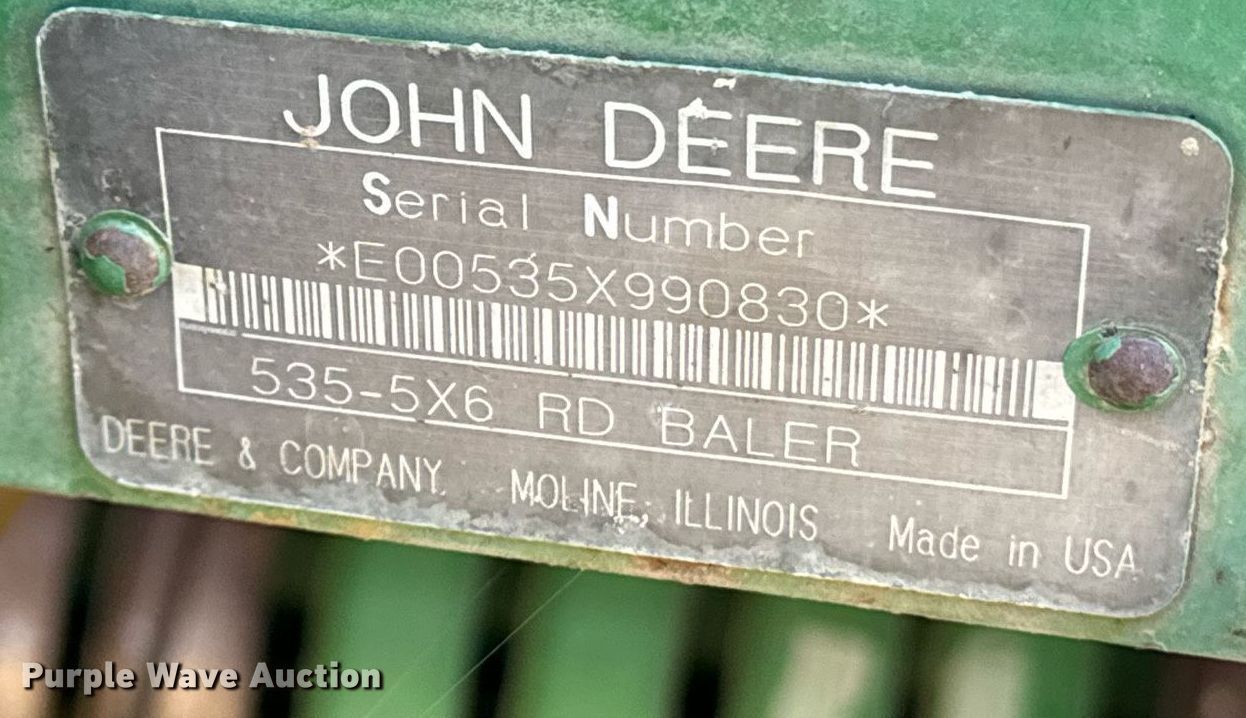 JOHN DEERE
Serial Number
*E00535X990830*
535-5X6 RD BALER
DEERE & COMPANY MOLINE, ILLINOIS Made in USA
Purple Wave Auction